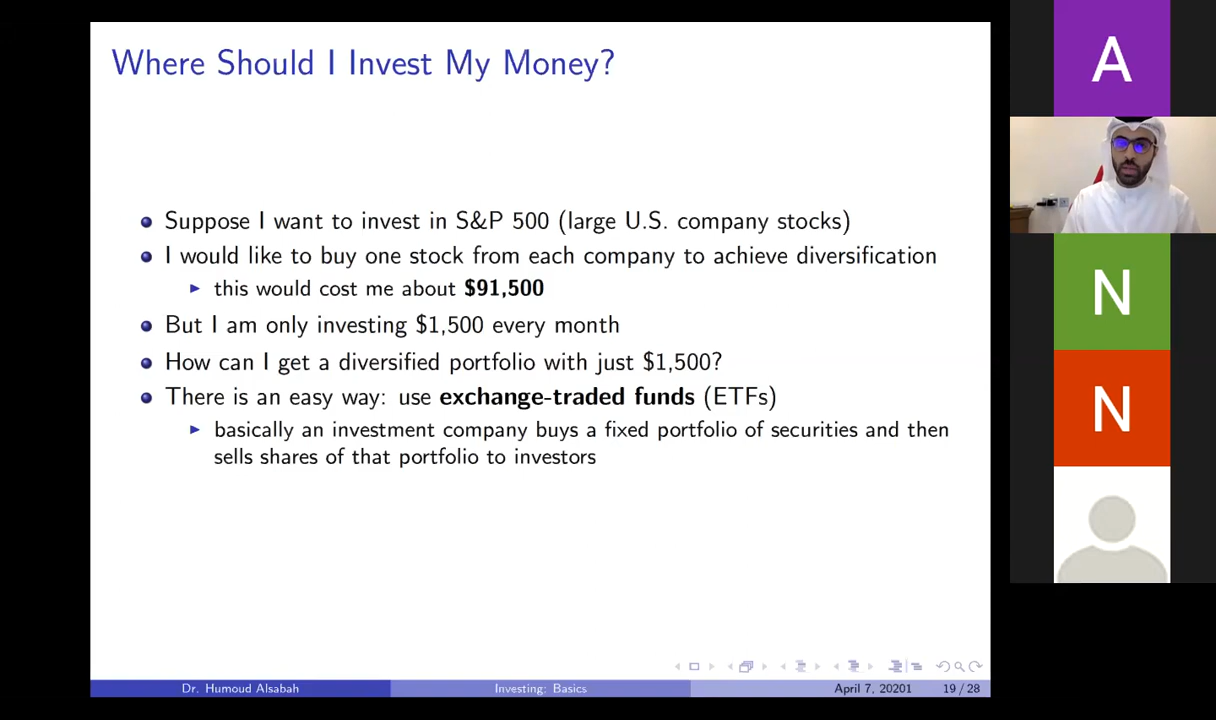 Where Should I Invest My Money?
Suppose I want to invest in S&P 500 (large U.S. company stocks)
I would like to buy one stock from each company to achieve diversification
this would cost me about $91,500
But I am only investing $1,500 every month
How can I get a diversified portfolio with just $1,500?
There is an easy way: use exchange-traded funds (ETFs)
basically an investment company buys a fixed portfolio of securities and then
sells shares of that portfolio to investors
Dr. Humoud Alsabah Investing: Basics April 7, 20201 19 / 28
A
N
N